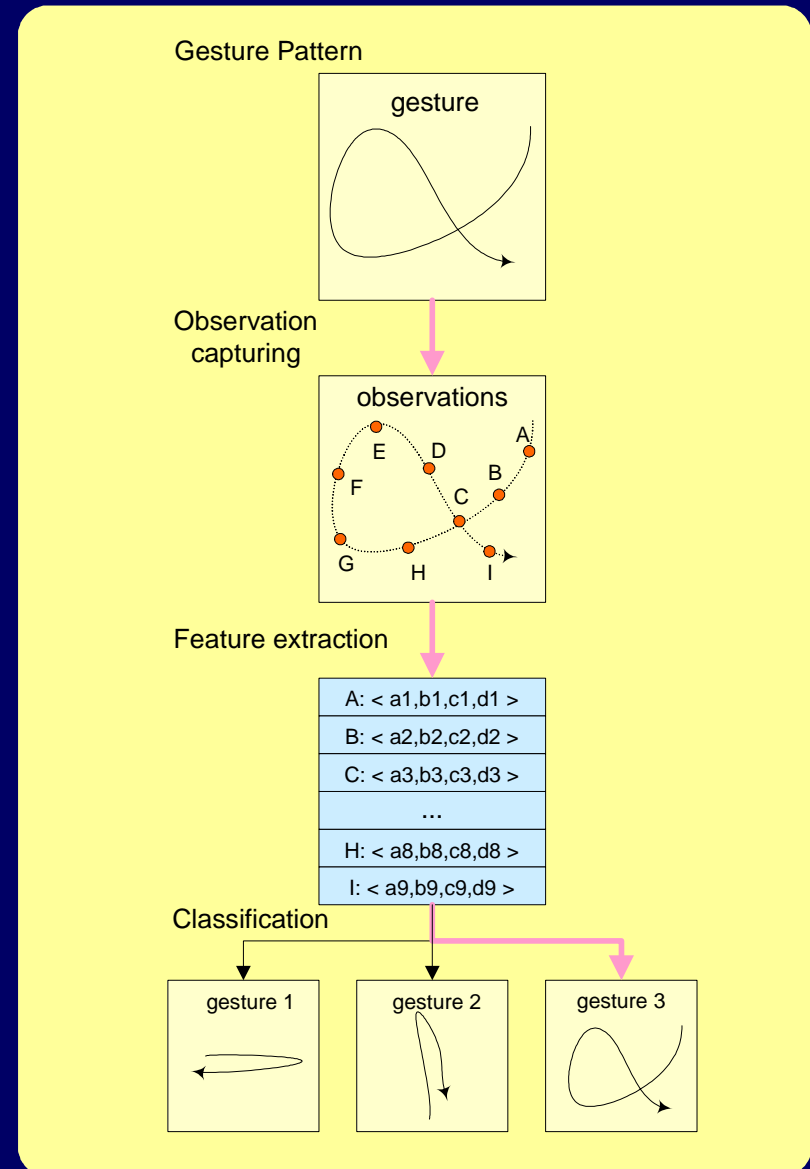 Gesture Pattern
gesture
Observation
capturing
observations
A
E
D
B
F
C
G
H
I
Feature extraction
A: < a1,b1,c1,d1 >
B: < a2,b2,c2,d2 >
C: < a3,b3,c3,d3 >
...
H: < a8,b8,c8,d8 >
I: < a9,b9,c9,d9 >
Classification
gesture 1
gesture 2
gesture 3